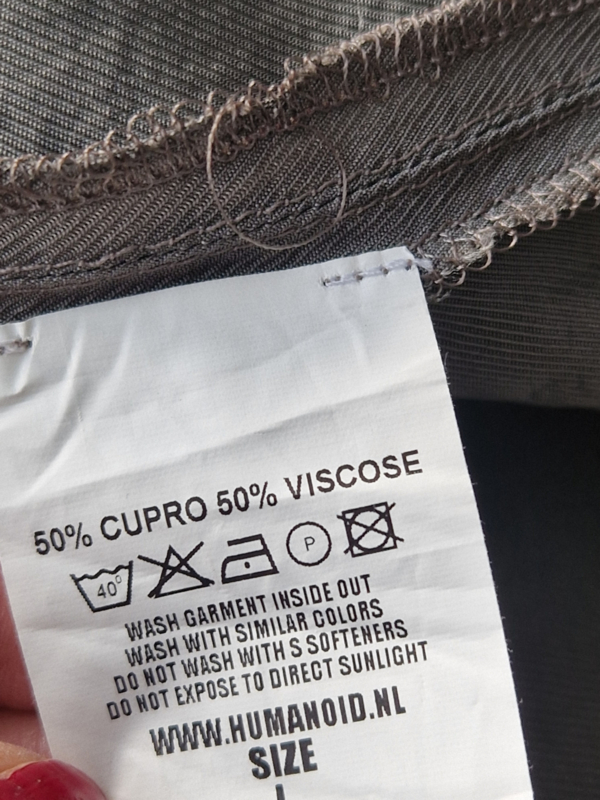 50% CUPRO 50% VISCOSE
40° P
WASH GARMENT INSIDE OUT
WASH WITH SIMILAR COLORS
DO NOT WASH WITH S SOFTENERS
DO NOT EXPOSE TO DIRECT SUNLIGHT
WWW.HUMANOID.NL
SIZE